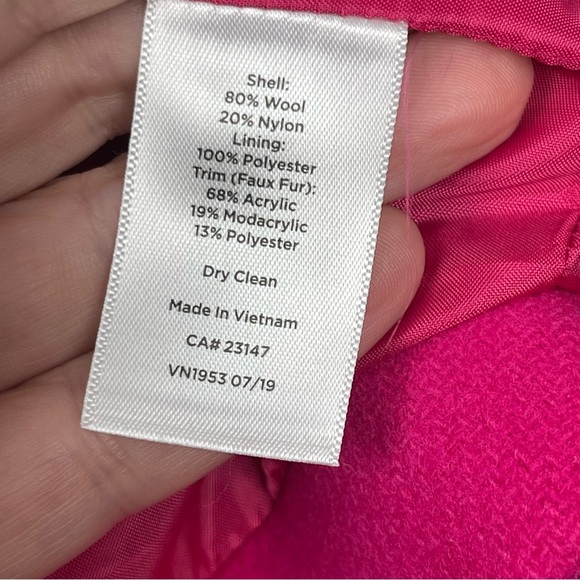 Shell:
80% Wool
20% Nylon
Lining:
100% Polyester
Trim (Faux Fur):
68% Acrylic
19% Modacrylic
13% Polyester
Dry Clean
Made In Vietnam
CA# 23147
VN1953 07/19